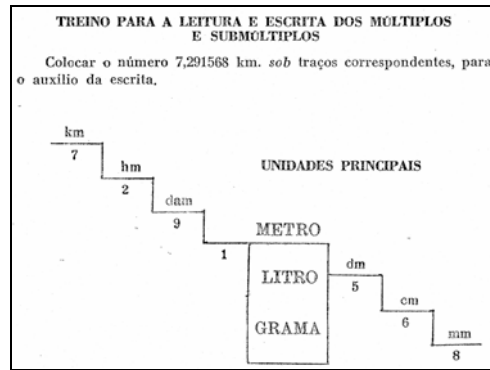 TREINO PARA A LEITURA E ESCRITA DOS MÚLTIPLOS
E SUBMÚLTIPLOS
Colocar o número 7,291568 km. sob traços correspondentes, para
o auxílio da escrita.
km
7
hm
2
UNIDADES PRINCIPAIS
dam
9
METRO
1
dm
LITRO
5
cm
GRAMA
6
mm
8